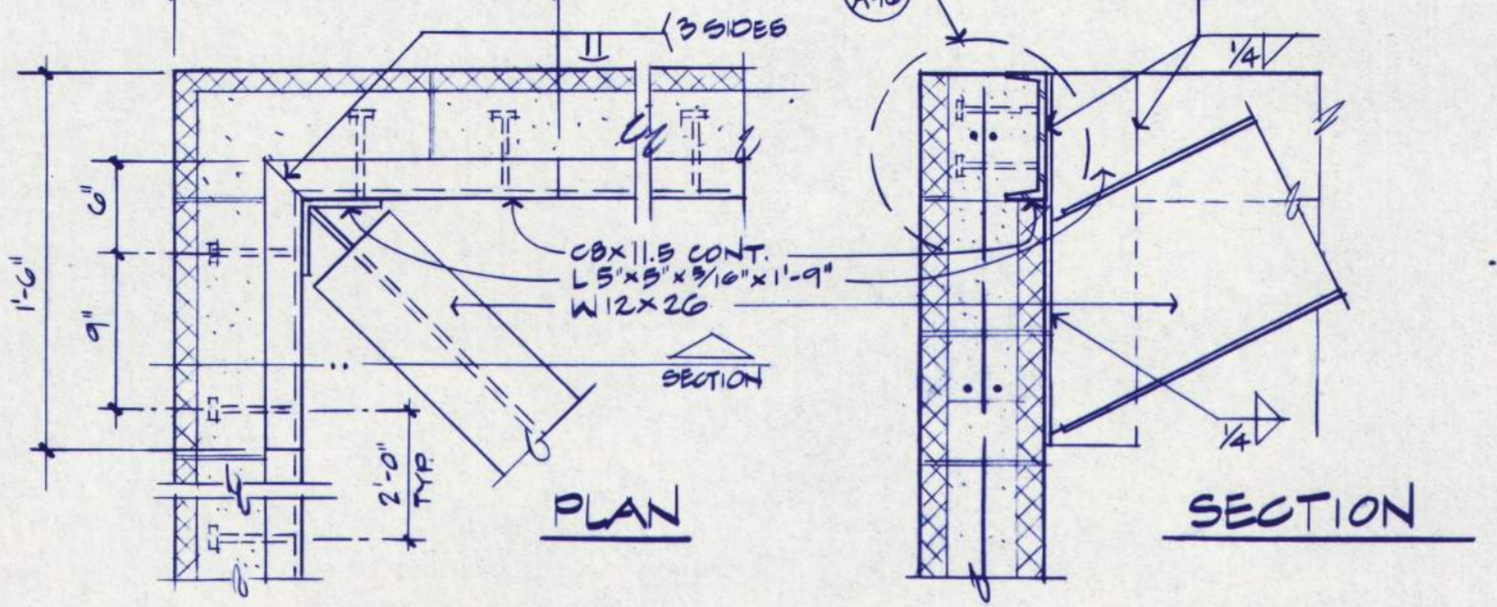 3 SIDES
1/4
6"
1'-6"
9"
C8x11.5 CONT.
L 5"x5"x5/16"x1'-9"
W12x26
SECTION
2'-0"
TYP.
1/4
PLAN
SECTION